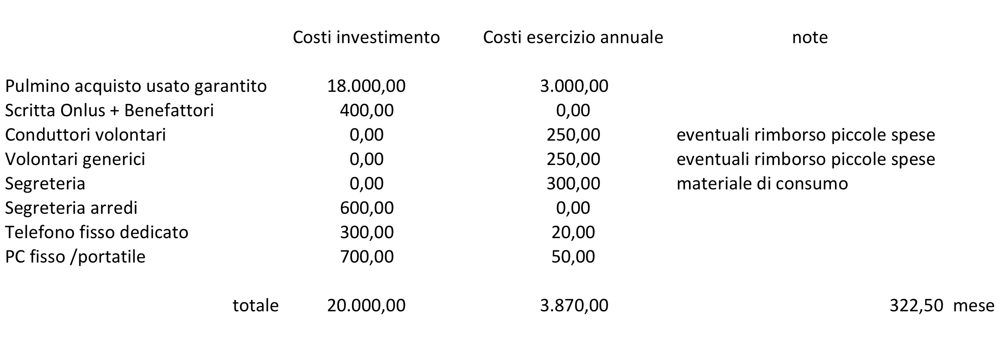 Costi investimento Costi esercizio annuale note
Pulmino acquisto usato garantito 18.000,00 3.000,00
Scritta Onlus + Benefattori 400,00 0,00
Conduttori volontari 0,00 250,00 eventuali rimborso piccole spese
Volontari generici 0,00 250,00 eventuali rimborso piccole spese
Segreteria 0,00 300,00 materiale di consumo
Segreteria arredi 600,00 0,00
Telefono fisso dedicato 300,00 20,00
PC fisso /portatile 700,00 50,00
totale 20.000,00 3.870,00 322,50 mese